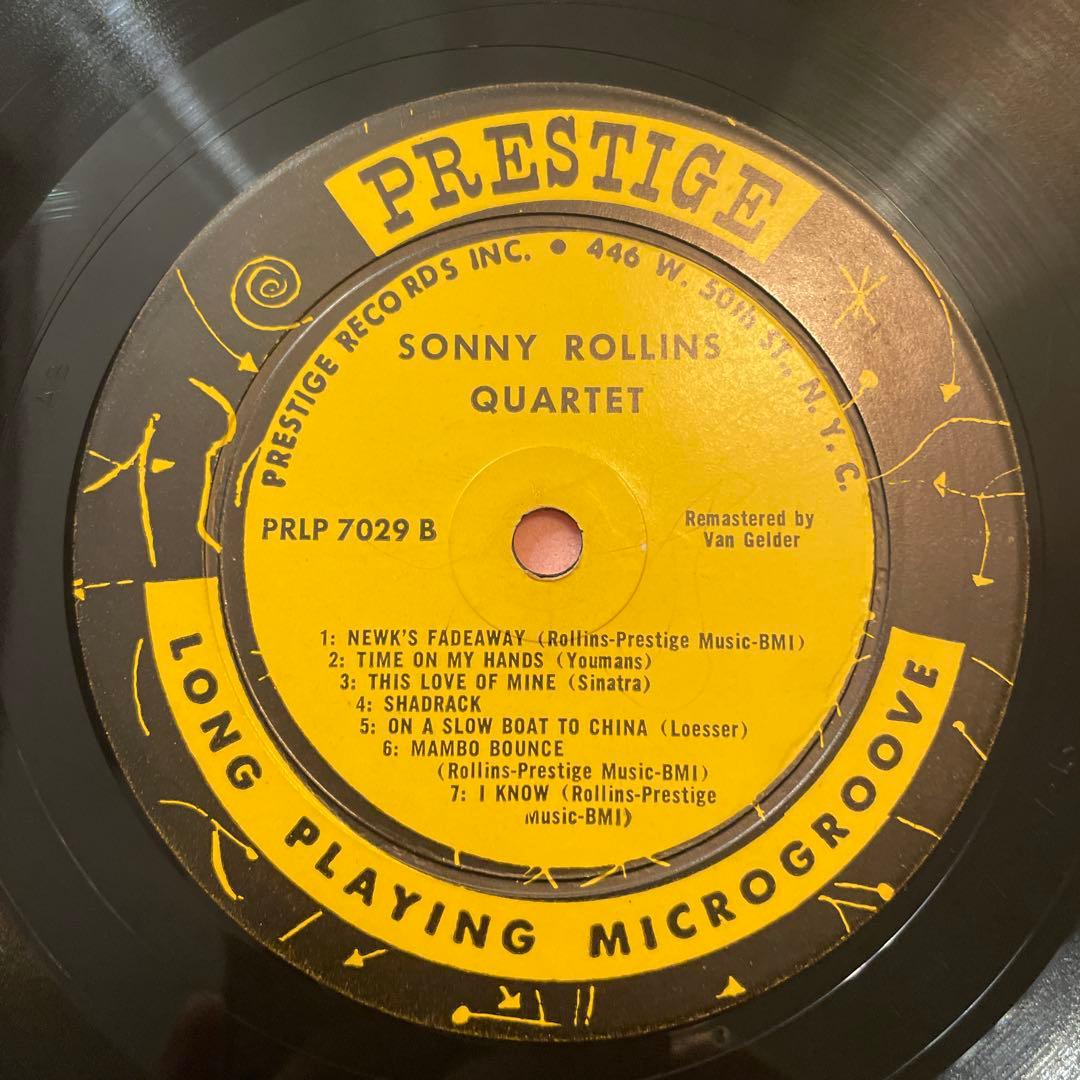 PRESTIGE
PRESTIGE RECORDS INC. • 446 W. 50th ST., N. Y. C.
SONNY ROLLINS
QUARTET
PRLP 7029 B
Remastered by
Van Gelder
1: NEWK'S FADEAWAY (Rollins-Prestige Music-BMI)
2: TIME ON MY HANDS (Youmans)
3: THIS LOVE OF MINE (Sinatra)
4: SHADRACK
5: ON A SLOW BOAT TO CHINA (Loesser)
6: MAMBO BOUNCE
(Rollins-Prestige Music-BMI)
7: I KNOW (Rollins-Prestige
Music-BMI)
LONG PLAYING MICROGROOVE